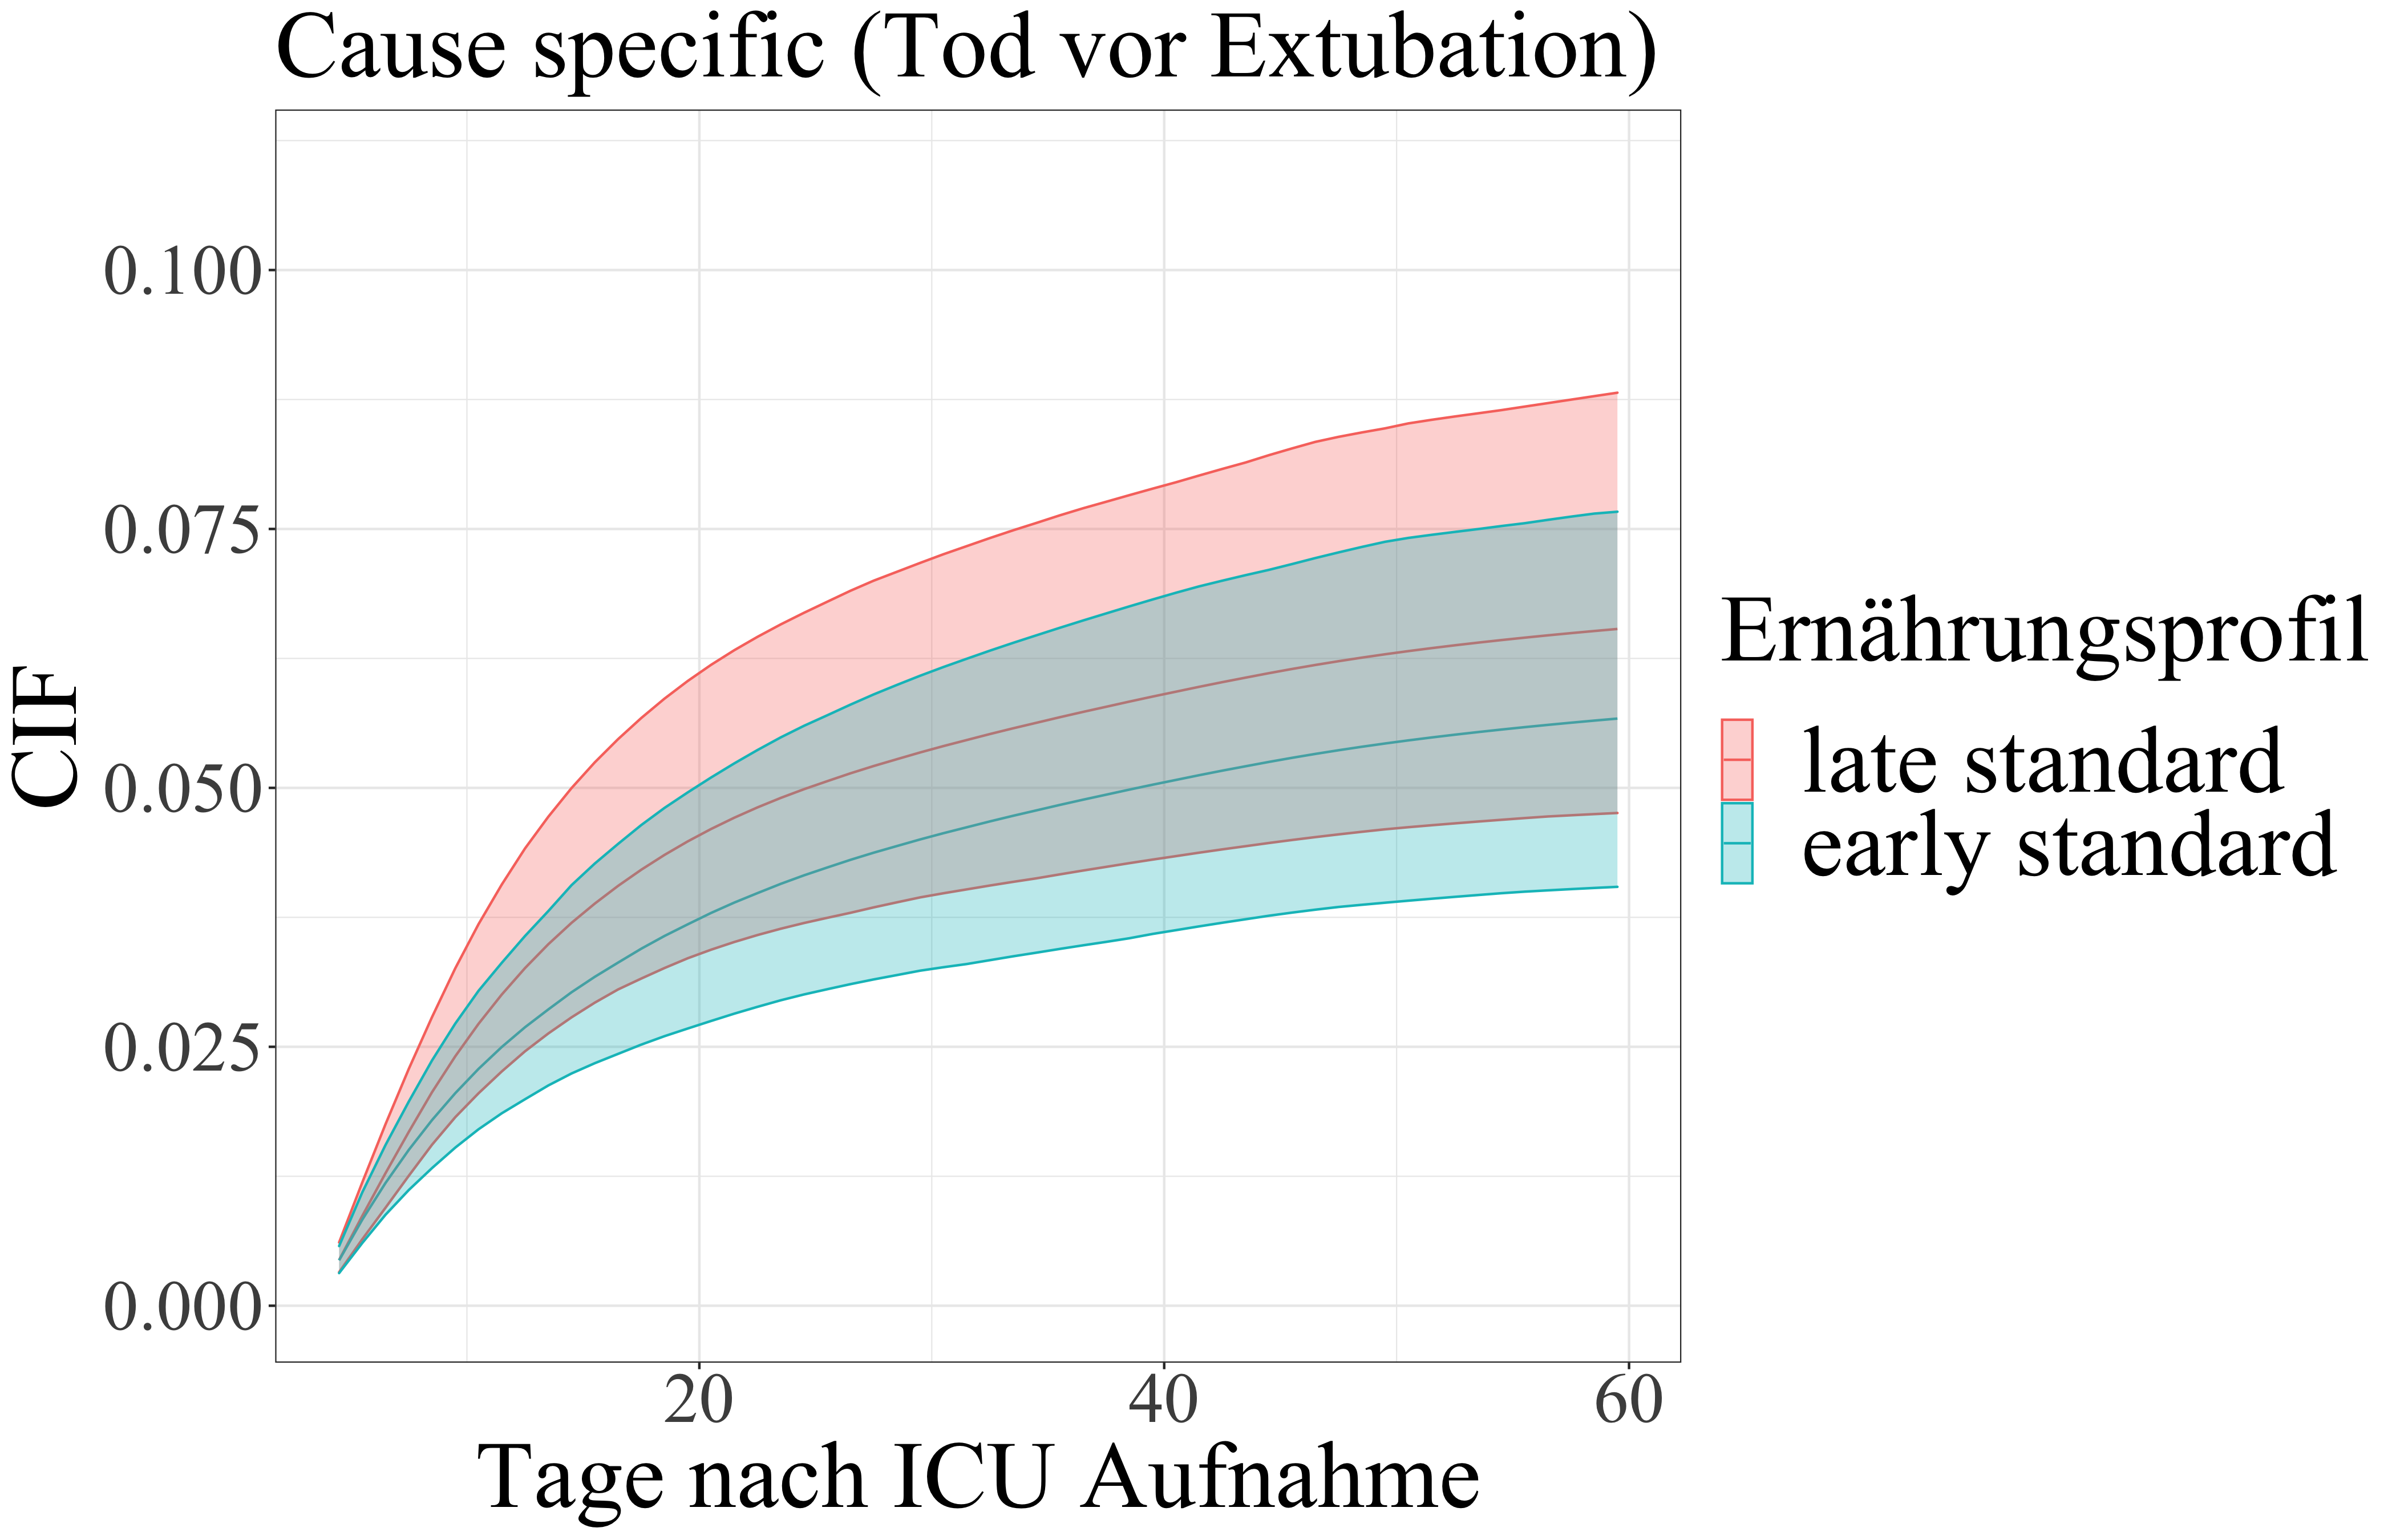 Cause specific (Tod vor Extubation)
CIF
0.100
0.075
0.050
0.025
0.000
20 40 60
Tage nach ICU Aufnahme
Ernährungsprofil
late standard
early standard